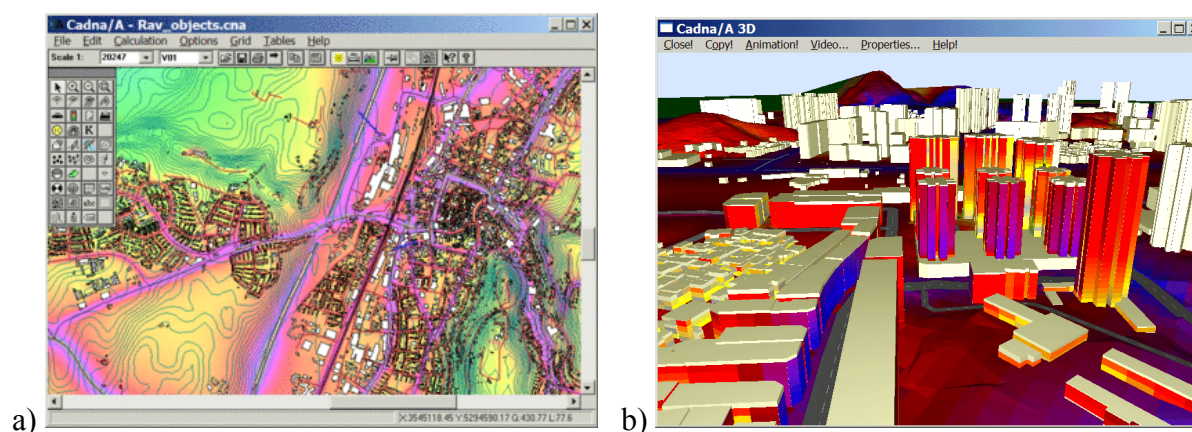 Cadna/A - Rav_objects.cna
File Edit Calculation Options Grid Tables Help
Scale 1: 20247 V01
K
abc
X:3545118.45 Y:5294590.17 G:430.77 L:77.6
a)
Cadna/A 3D
Close! Copy! Animation! Video... Properties... Help!
b)